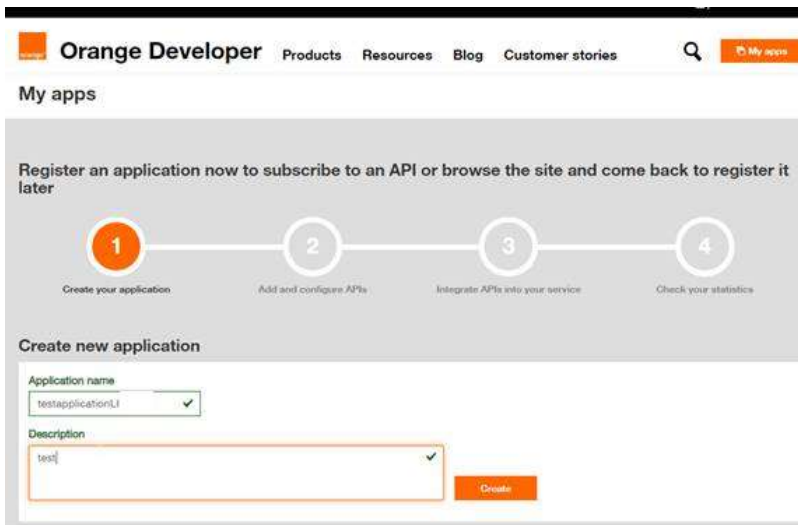 orange
Orange Developer Products Resources Blog Customer stories My apps
My apps
Register an application now to subscribe to an API or browse the site and come back to register it
later
1 2 3 4
Create your application Add and configure APIs Integrate APIs into your service Check your statistics
Create new application
Application name
testapplicationLI
Description
test
Create